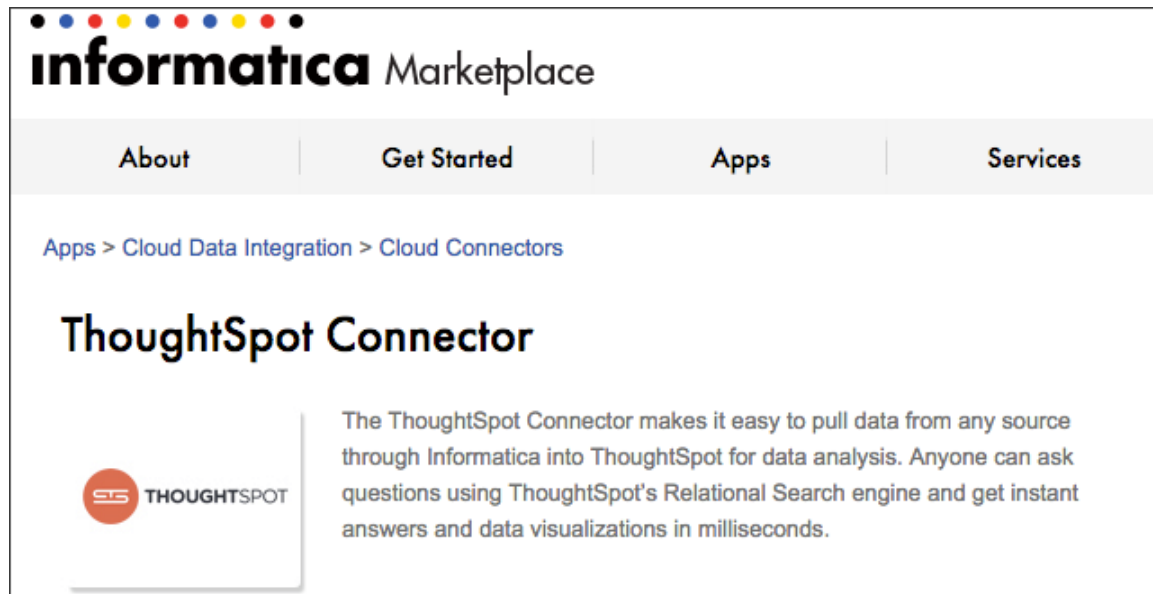 informatica Marketplace
About Get Started Apps Services
Apps > Cloud Data Integration > Cloud Connectors
ThoughtSpot Connector
The ThoughtSpot Connector makes it easy to pull data from any source
through Informatica into ThoughtSpot for data analysis. Anyone can ask
questions using ThoughtSpot's Relational Search engine and get instant
answers and data visualizations in milliseconds.
THOUGHTSPOT